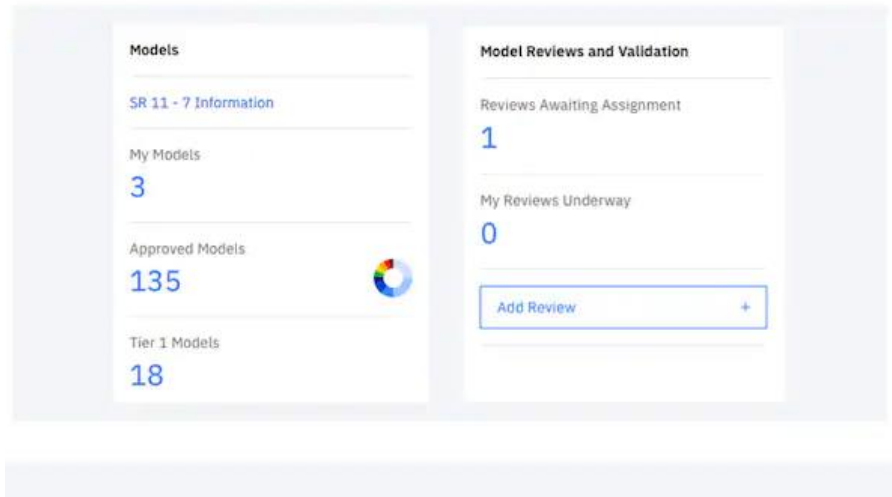 Models
SR 11 - 7 Information
My Models
3
Approved Models
135
Tier 1 Models
18
Model Reviews and Validation
Reviews Awaiting Assignment
1
My Reviews Underway
0
Add Review +